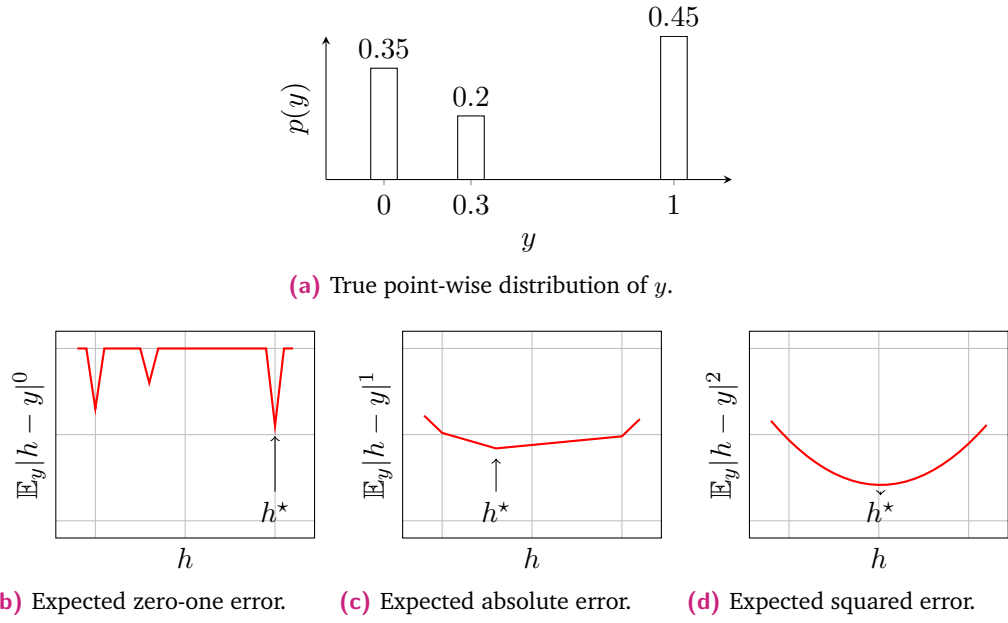 0.45
0.35
0.2
p(y)
0
0.3
1
y
(a) True point-wise distribution of y.
𝔼_y|h − y|^0
h⋆
h
𝔼_y|h − y|^1
h⋆
h
𝔼_y|h − y|^2
h⋆
h
b) Expected zero-one error.
(c) Expected absolute error.
(d) Expected squared error.